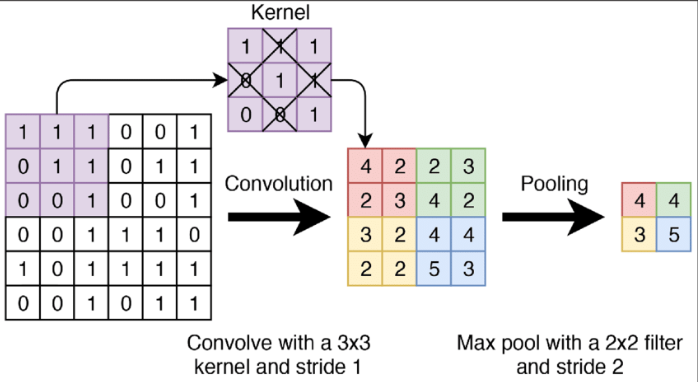 Kernel
1 1 1
0 1 1
0 0 1
1 1 1 0 0 1
0 1 1 0 1 1
0 0 1 0 0 1
0 0 1 1 1 0
1 0 1 1 1 1
0 0 1 0 1 1
Convolution
4 2 2 3
2 3 4 2
3 2 4 4
2 2 5 3
Pooling
4 4
3 5
Convolve with a 3x3
kernel and stride 1
Max pool with a 2x2 filter
and stride 2